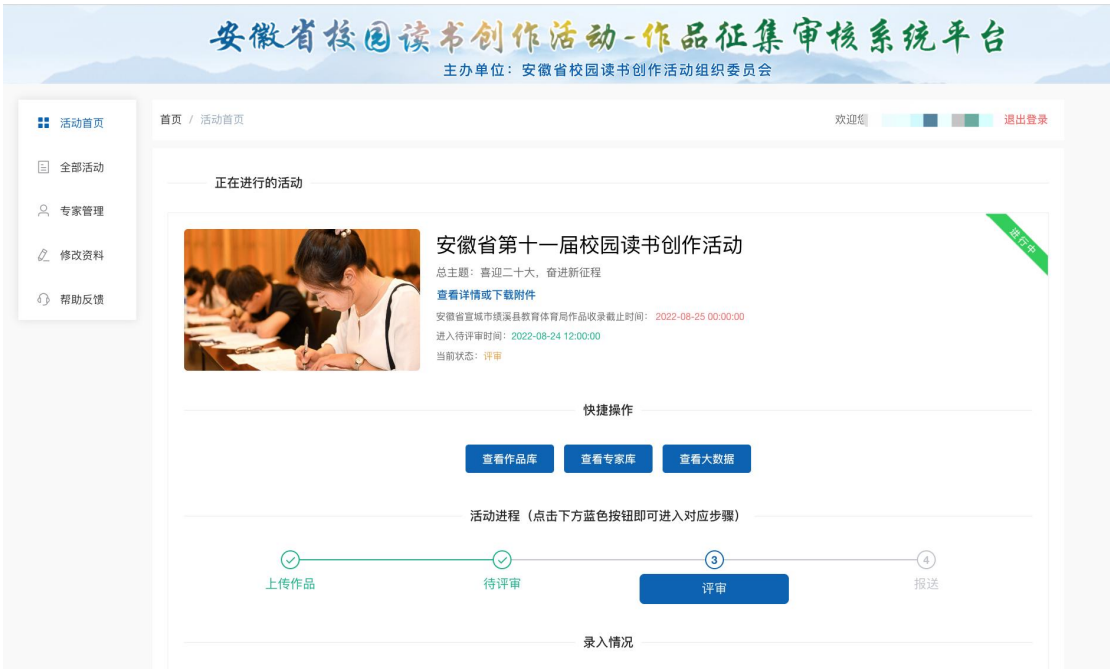 安徽省校园读书创作活动-作品征集审核系统平台
主办单位：安徽省校园读书创作活动组织委员会
活动首页
全部活动
专家管理
修改资料
帮助反馈
首页 / 活动首页
欢迎您
退出登录
正在进行的活动
进行中
安徽省第十一届校园读书创作活动
总主题：喜迎二十大，奋进新征程
查看详情或下载附件
安徽省宣城市绩溪县教育体育局作品收录截止时间： 2022-08-25 00:00:00
进入待评审时间：2022-08-24 12:00:00
当前状态：评审
快捷操作
查看作品库 查看专家库 查看大数据
活动进程（点击下方蓝色按钮即可进入对应步骤）
3 4
上传作品 待评审 评审 报送
录入情况